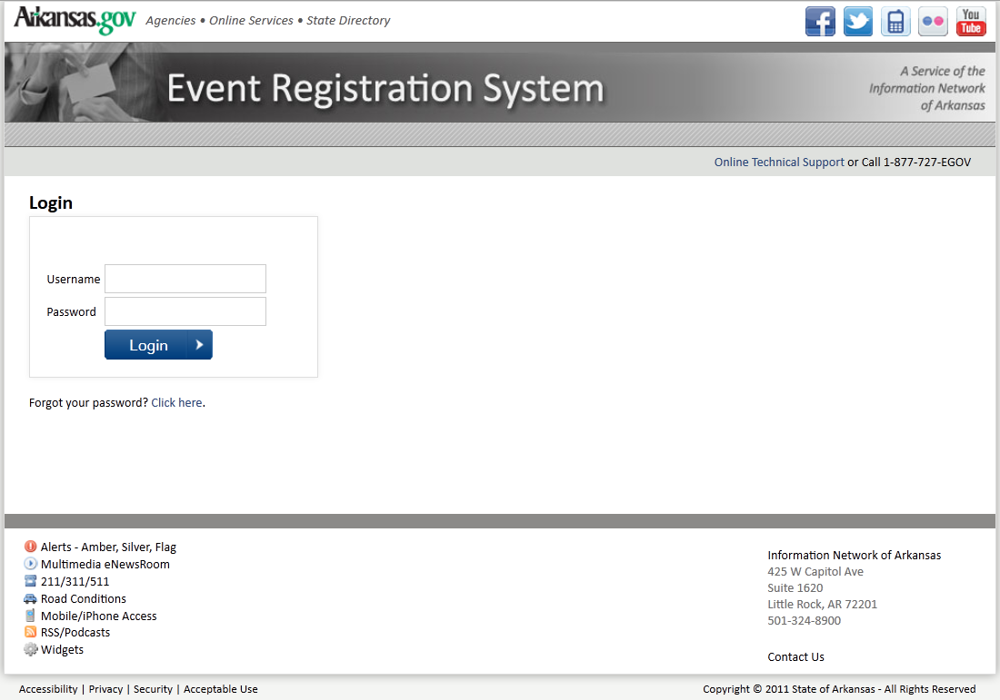 Arkansas.gov Agencies • Online Services • State Directory
You
Tube
Event Registration System
A Service of the
Information Network
of Arkansas
Online Technical Support or Call 1-877-727-EGOV
Login
Username
Password
Login
Forgot your password? Click here.
Alerts - Amber, Silver, Flag
Multimedia eNewsRoom
211/311/511
Road Conditions
Mobile/iPhone Access
RSS/Podcasts
Widgets
Information Network of Arkansas
425 W Capitol Ave
Suite 1620
Little Rock, AR 72201
501-324-8900
Contact Us
Accessibility | Privacy | Security | Acceptable Use
Copyright © 2011 State of Arkansas - All Rights Reserved